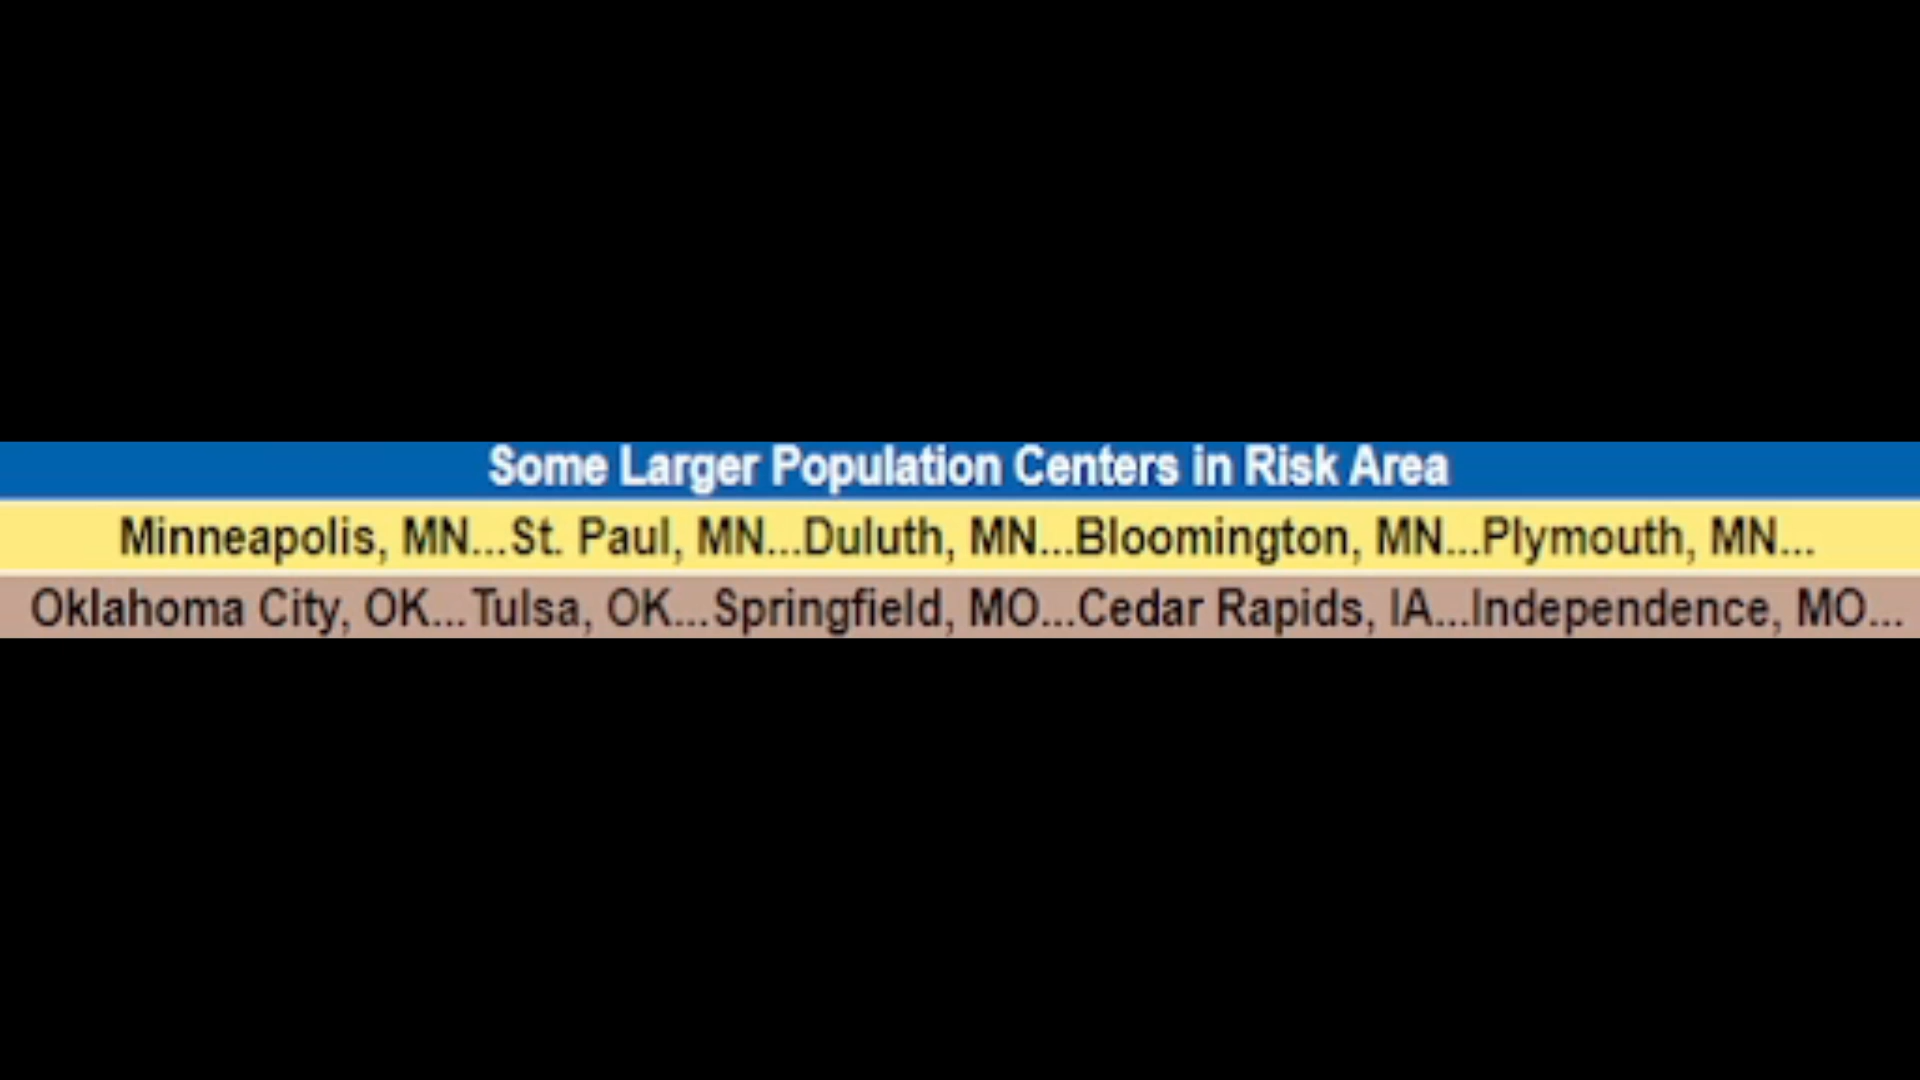 Some Larger Population Centers in Risk Area
Minneapolis, MN...St. Paul, MN...Duluth, MN...Bloomington, MN...Plymouth, MN...
Oklahoma City, OK...Tulsa, OK...Springfield, MO...Cedar Rapids, IA...Independence, MO...